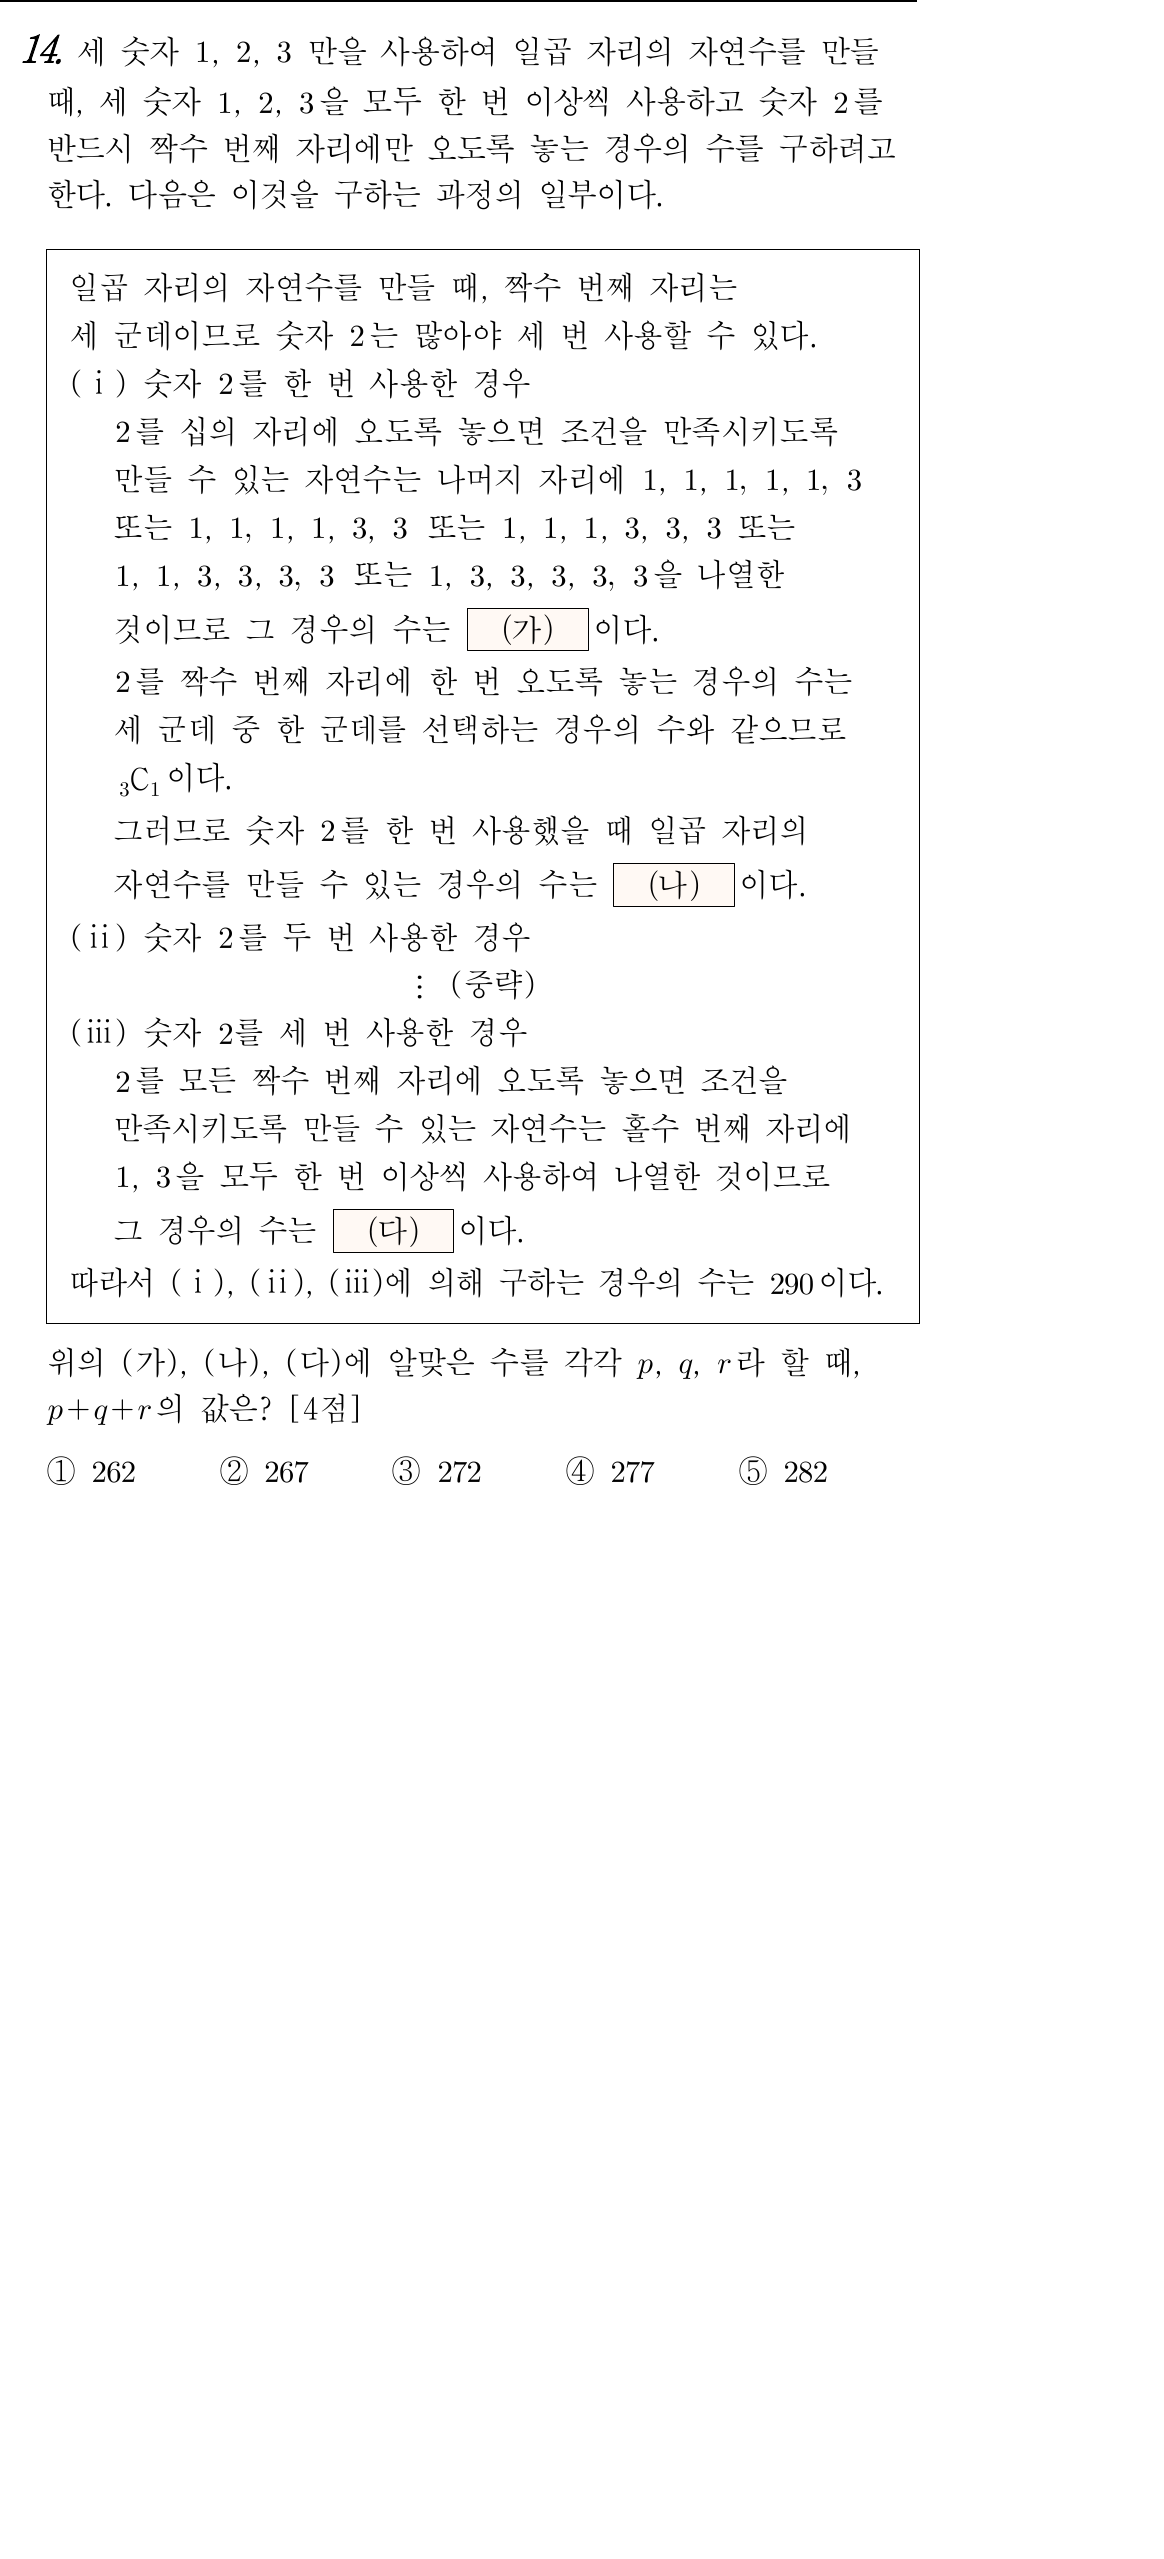 14. 세 숫자 1, 2, 3 만을 사용하여 일곱 자리의 자연수를 만들
때, 세 숫자 1, 2, 3을 모두 한 번 이상씩 사용하고 숫자 2를
반드시 짝수 번째 자리에만 오도록 놓는 경우의 수를 구하려고
한다. 다음은 이것을 구하는 과정의 일부이다.
일곱 자리의 자연수를 만들 때, 짝수 번째 자리는
세 군데이므로 숫자 2는 많아야 세 번 사용할 수 있다.
(ⅰ) 숫자 2를 한 번 사용한 경우
2를 십의 자리에 오도록 놓으면 조건을 만족시키도록
만들 수 있는 자연수는 나머지 자리에 1, 1, 1, 1, 1, 3
또는 1, 1, 1, 1, 3, 3 또는 1, 1, 1, 3, 3, 3 또는
1, 1, 3, 3, 3, 3 또는 1, 3, 3, 3, 3, 3을 나열한
것이므로 그 경우의 수는 (가) 이다.
2를 짝수 번째 자리에 한 번 오도록 놓는 경우의 수는
세 군데 중 한 군데를 선택하는 경우의 수와 같으므로
₃C₁이다.
그러므로 숫자 2를 한 번 사용했을 때 일곱 자리의
자연수를 만들 수 있는 경우의 수는 (나) 이다.
(ⅱ) 숫자 2를 두 번 사용한 경우
⋮ (중략)
(ⅲ) 숫자 2를 세 번 사용한 경우
2를 모든 짝수 번째 자리에 오도록 놓으면 조건을
만족시키도록 만들 수 있는 자연수는 홀수 번째 자리에
1, 3을 모두 한 번 이상씩 사용하여 나열한 것이므로
그 경우의 수는 (다) 이다.
따라서 (ⅰ), (ⅱ), (ⅲ)에 의해 구하는 경우의 수는 290이다.
위의 (가), (나), (다)에 알맞은 수를 각각 p, q, r라 할 때,
p+q+r의 값은? [4점]
① 262 ② 267 ③ 272 ④ 277 ⑤ 282